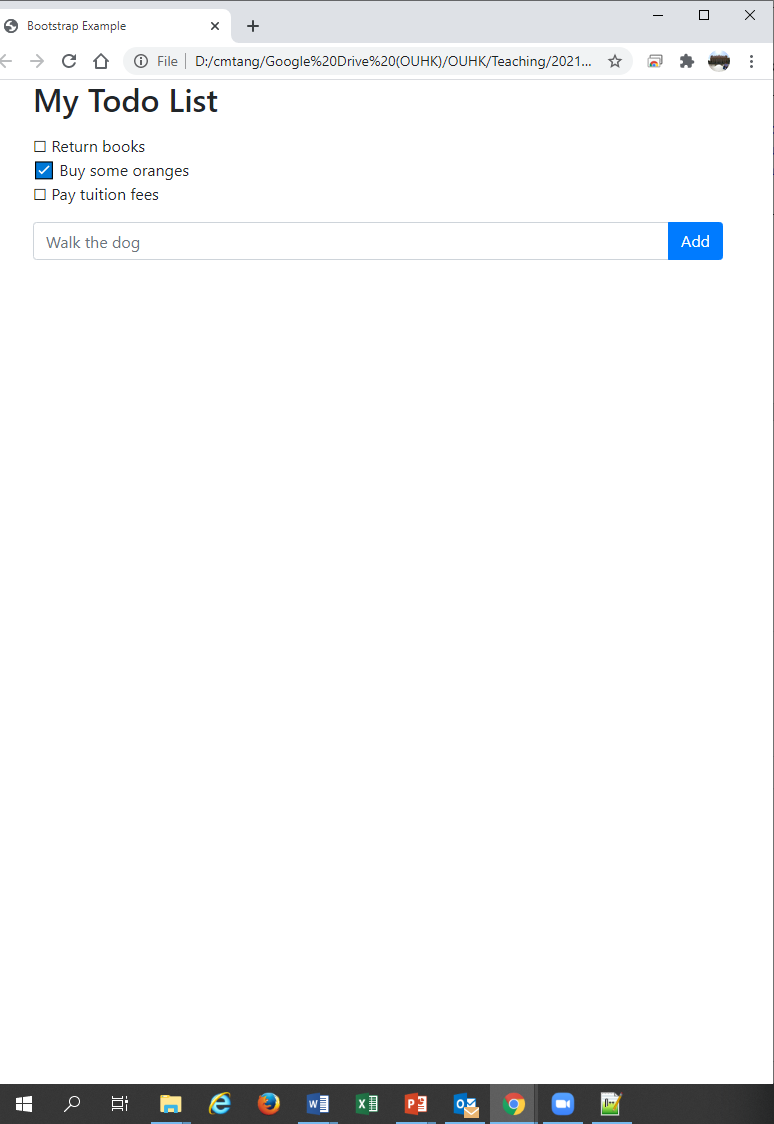 Bootstrap Example
File D:/cmtang/Google%20Drive%20(OUHK)/OUHK/Teaching/2021...
My Todo List
☐ Return books
☑ Buy some oranges
☐ Pay tuition fees
Walk the dog Add